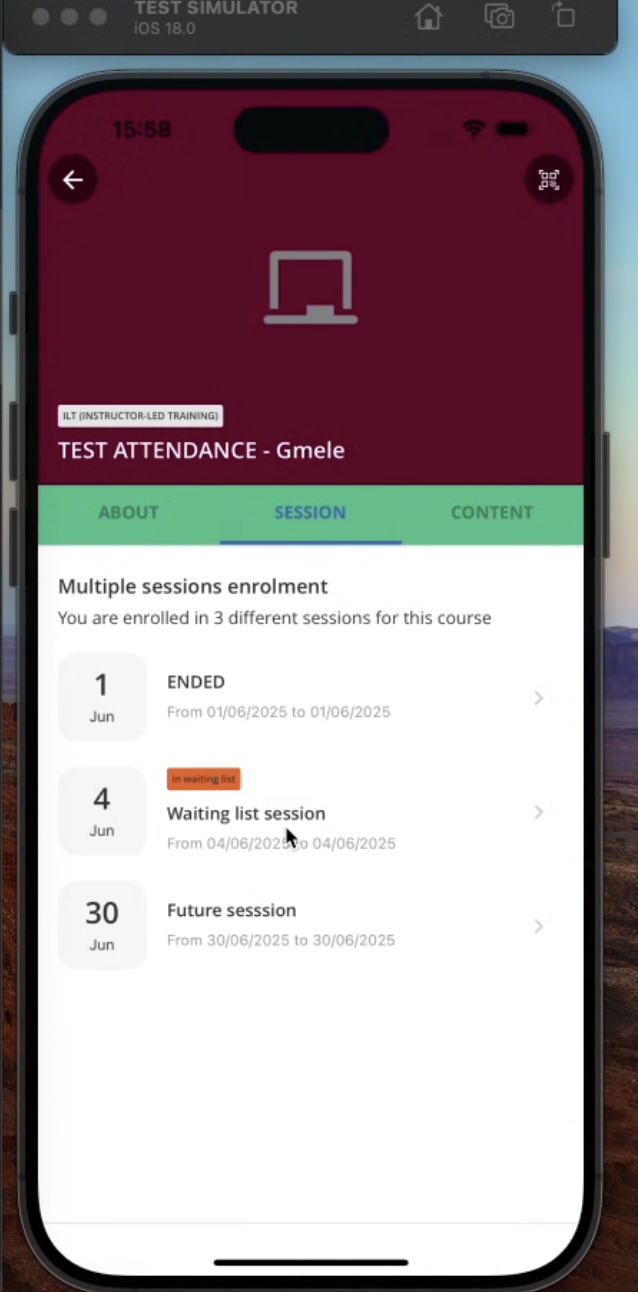 TEST SIMULATOR
iOS 18.0
15:58
ILT (INSTRUCTOR-LED TRAINING)
TEST ATTENDANCE - Gmele
ABOUT SESSION CONTENT
Multiple sessions enrolment
You are enrolled in 3 different sessions for this course
1
Jun
ENDED
From 01/06/2025 to 01/06/2025
4
Jun
in waiting list
Waiting list session
From 04/06/2025 to 04/06/2025
30
Jun
Future sesssion
From 30/06/2025 to 30/06/2025